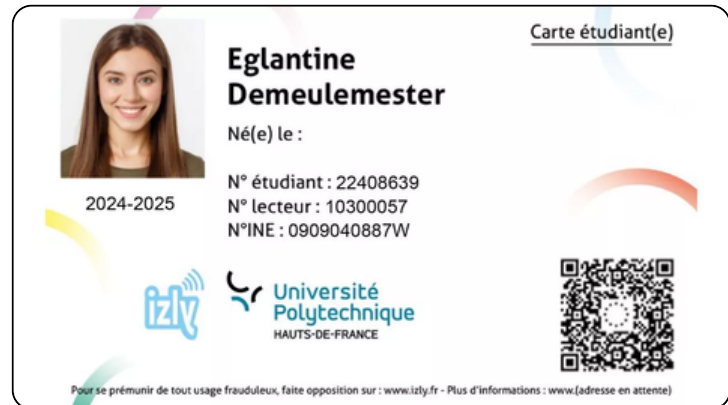 Carte étudiant(e)
Eglantine
Demeulemester
Né(e) le :
N° étudiant : 22408639
N° lecteur : 10300057
N°INE : 0909040887W
2024-2025
izly
Université
Polytechnique
HAUTS-DE-FRANCE
Pour se prémunir de tout usage frauduleux, faite opposition sur : www.izly.fr - Plus d'informations : www.(adresse en attente)